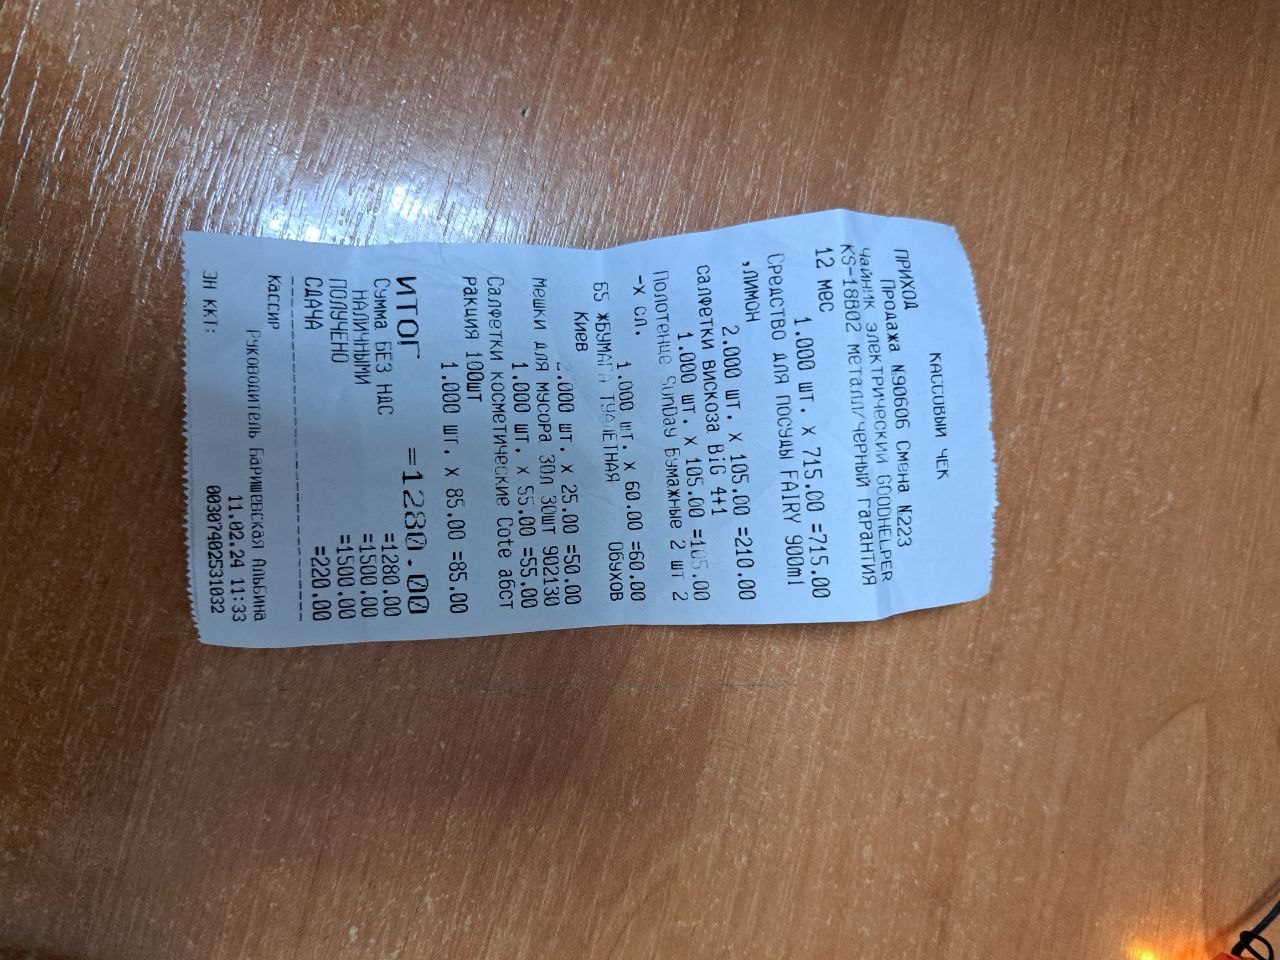 КАССОВЫЙ ЧЕК
ПРИХОД
Продажа N90606 Смена N223
Чайник электрический GOODHELPER
KS-18B02 металл/черный гарантия
12 мес
1.000 шт. X 715.00 =715.00
Средство для посуды FAIRY 900ml
,лимон
2.000 шт. X 105.00 =210.00
салфетки вискоза BiG 4+1
1.000 шт. X 105.00 =105.00
Полотенце SunDay Бумажные 2 шт 2
-х сл.
1.000 шт. X 60.00 =60.00
65 жБУМАГА ТУАЛЕТНАЯ Обухов
Киев
2.000 шт. X 25.00 =50.00
мешки для мусора 30л 30шт 902130
1.000 шт. X 55.00 =55.00
Салфетки косметические Cote абст
ракция 100шт
1.000 шт. X 85.00 =85.00
ИТОГ =1280.00
Сумма БЕЗ НДС =1280.00
НАЛИЧНЫМИ =1500.00
ПОЛУЧЕНО =1500.00
СДАЧА =220.00
Кассир Руководитель Баришевская Альбина
11.02.24 11:33
ЗН ККТ: 00307402531032